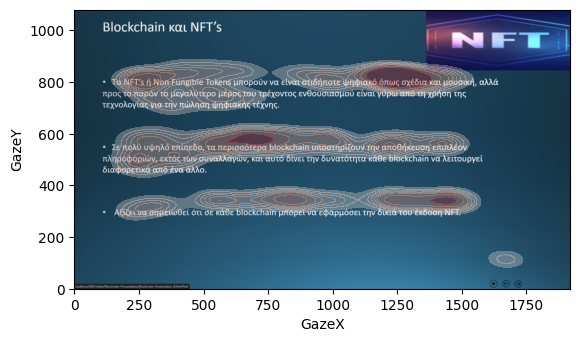 Blockchain και NFT's
NFT
• Τα NFT's ή Non Fungible Tokens μπορούν να είναι οτιδήποτε ψηφιακό όπως σχέδια και μουσική, αλλά
προς το παρόν το μεγαλύτερο μέρος του τρέχοντος ενθουσιασμού είναι γύρω από τη χρήση της
τεχνολογίας για την πώληση ψηφιακής τέχνης.
• Σε πολύ υψηλό επίπεδο, τα περισσότερα blockchain υποστηρίζουν την αποθήκευση επιπλέον
πληροφοριών, εκτός των συναλλαγών, και αυτό δίνει την δυνατότητα κάθε blockchain να λειτουργεί
διαφορετικά από ένα άλλο.
• Αξίζει να σημειωθεί ότι σε κάθε blockchain μπορεί να εφαρμόσει την δικιά του έκδοση NFT.
GazeY
1000
800
600
400
200
0
0 250 500 750 1000 1250 1500 1750
GazeX